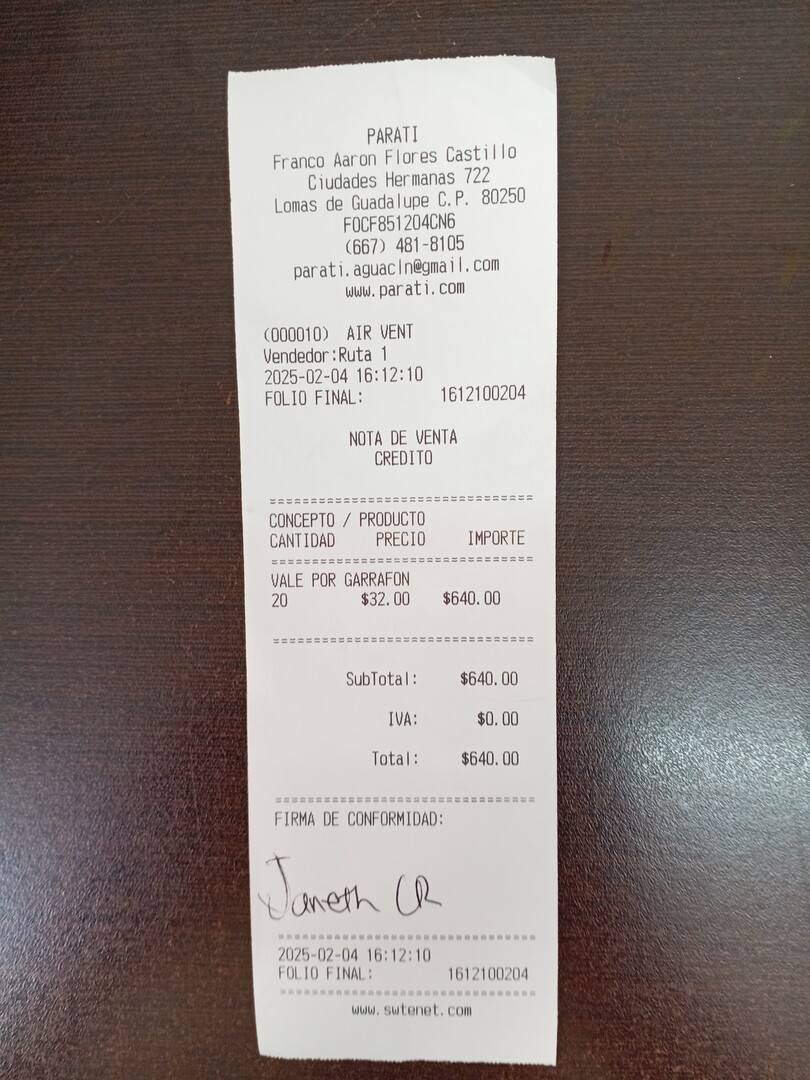 PARATI
Franco Aaron Flores Castillo
Ciudades Hermanas 722
Lomas de Guadalupe C.P. 80250
FOCF851204CN6
(667) 481-8105
parati.aguacln@gmail.com
www.parati.com
(000010) AIR VENT
Vendedor:Ruta 1
2025-02-04 16:12:10
FOLIO FINAL: 1612100204
NOTA DE VENTA
CREDITO
================================
CONCEPTO / PRODUCTO
CANTIDAD PRECIO IMPORTE
================================
VALE POR GARRAFON
20 $32.00 $640.00
================================
SubTotal: $640.00
IVA: $0.00
Total: $640.00
================================
FIRMA DE CONFORMIDAD:
Janeth CR
================================
2025-02-04 16:12:10
FOLIO FINAL: 1612100204
================================
www.swtenet.com